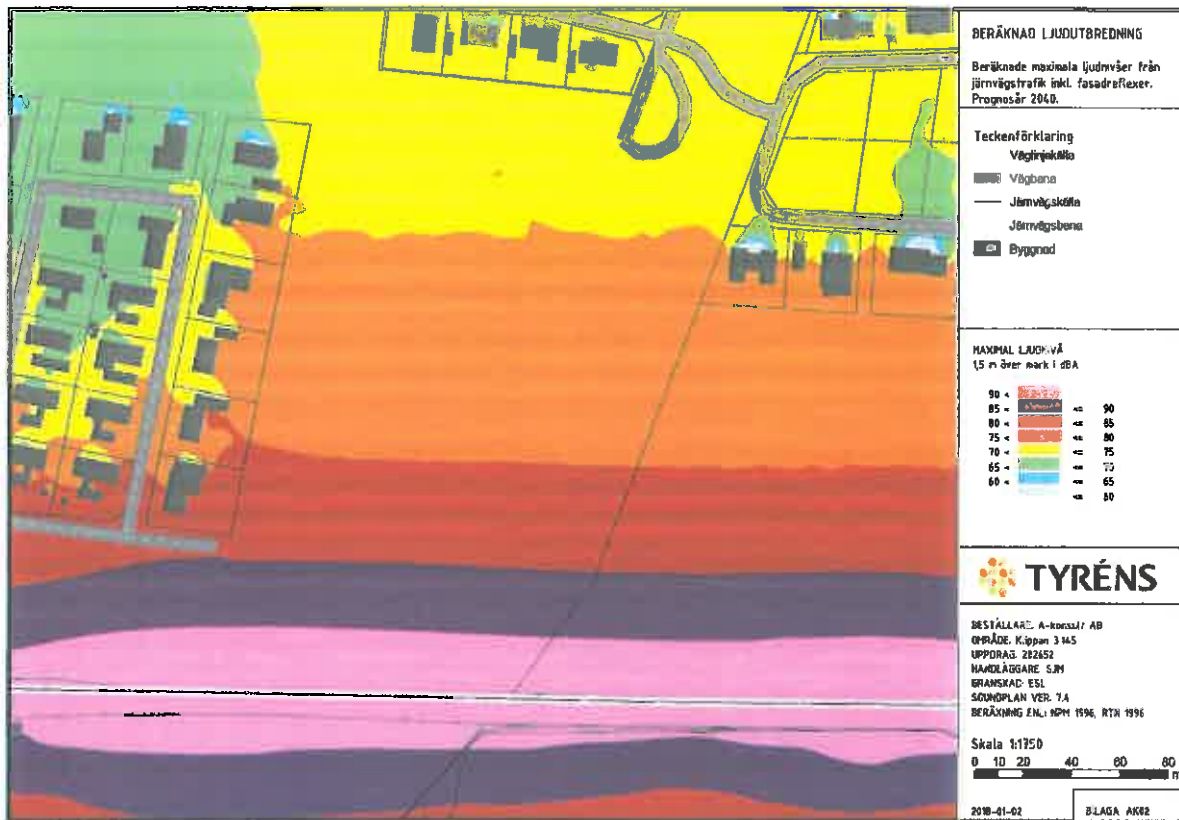 BERÄKNAD LJUDUTBREDNING
Beräknade maximala ljudnivåer från
järnvägstrafik inkl. fasadreflexer.
Prognosår 2040.
Teckenförklaring
Väglinjekälla
Vägbana
Järnvägskälla
Järnvägsbana
Byggnad
MAXIMAL LJUDNIVÅ
1,5 m över mark i dBA
90 <
85 < <= 90
80 < <= 85
75 < <= 80
70 < <= 75
65 < <= 70
60 < <= 65
<= 60
TYRÉNS
BESTÄLLARE: A-konsult AB
OMRÅDE: Klippan 3:145
UPPDRAG: 282652
HANDLÄGGARE: SJM
GRANSKAD: ESL
SOUNDPLAN VER. 7.4
BERÄKNING ENL: NPM 1996, RTN 1996
Skala 1:1750
0 10 20 40 60 80
m
2018-01-02
BILAGA AK02